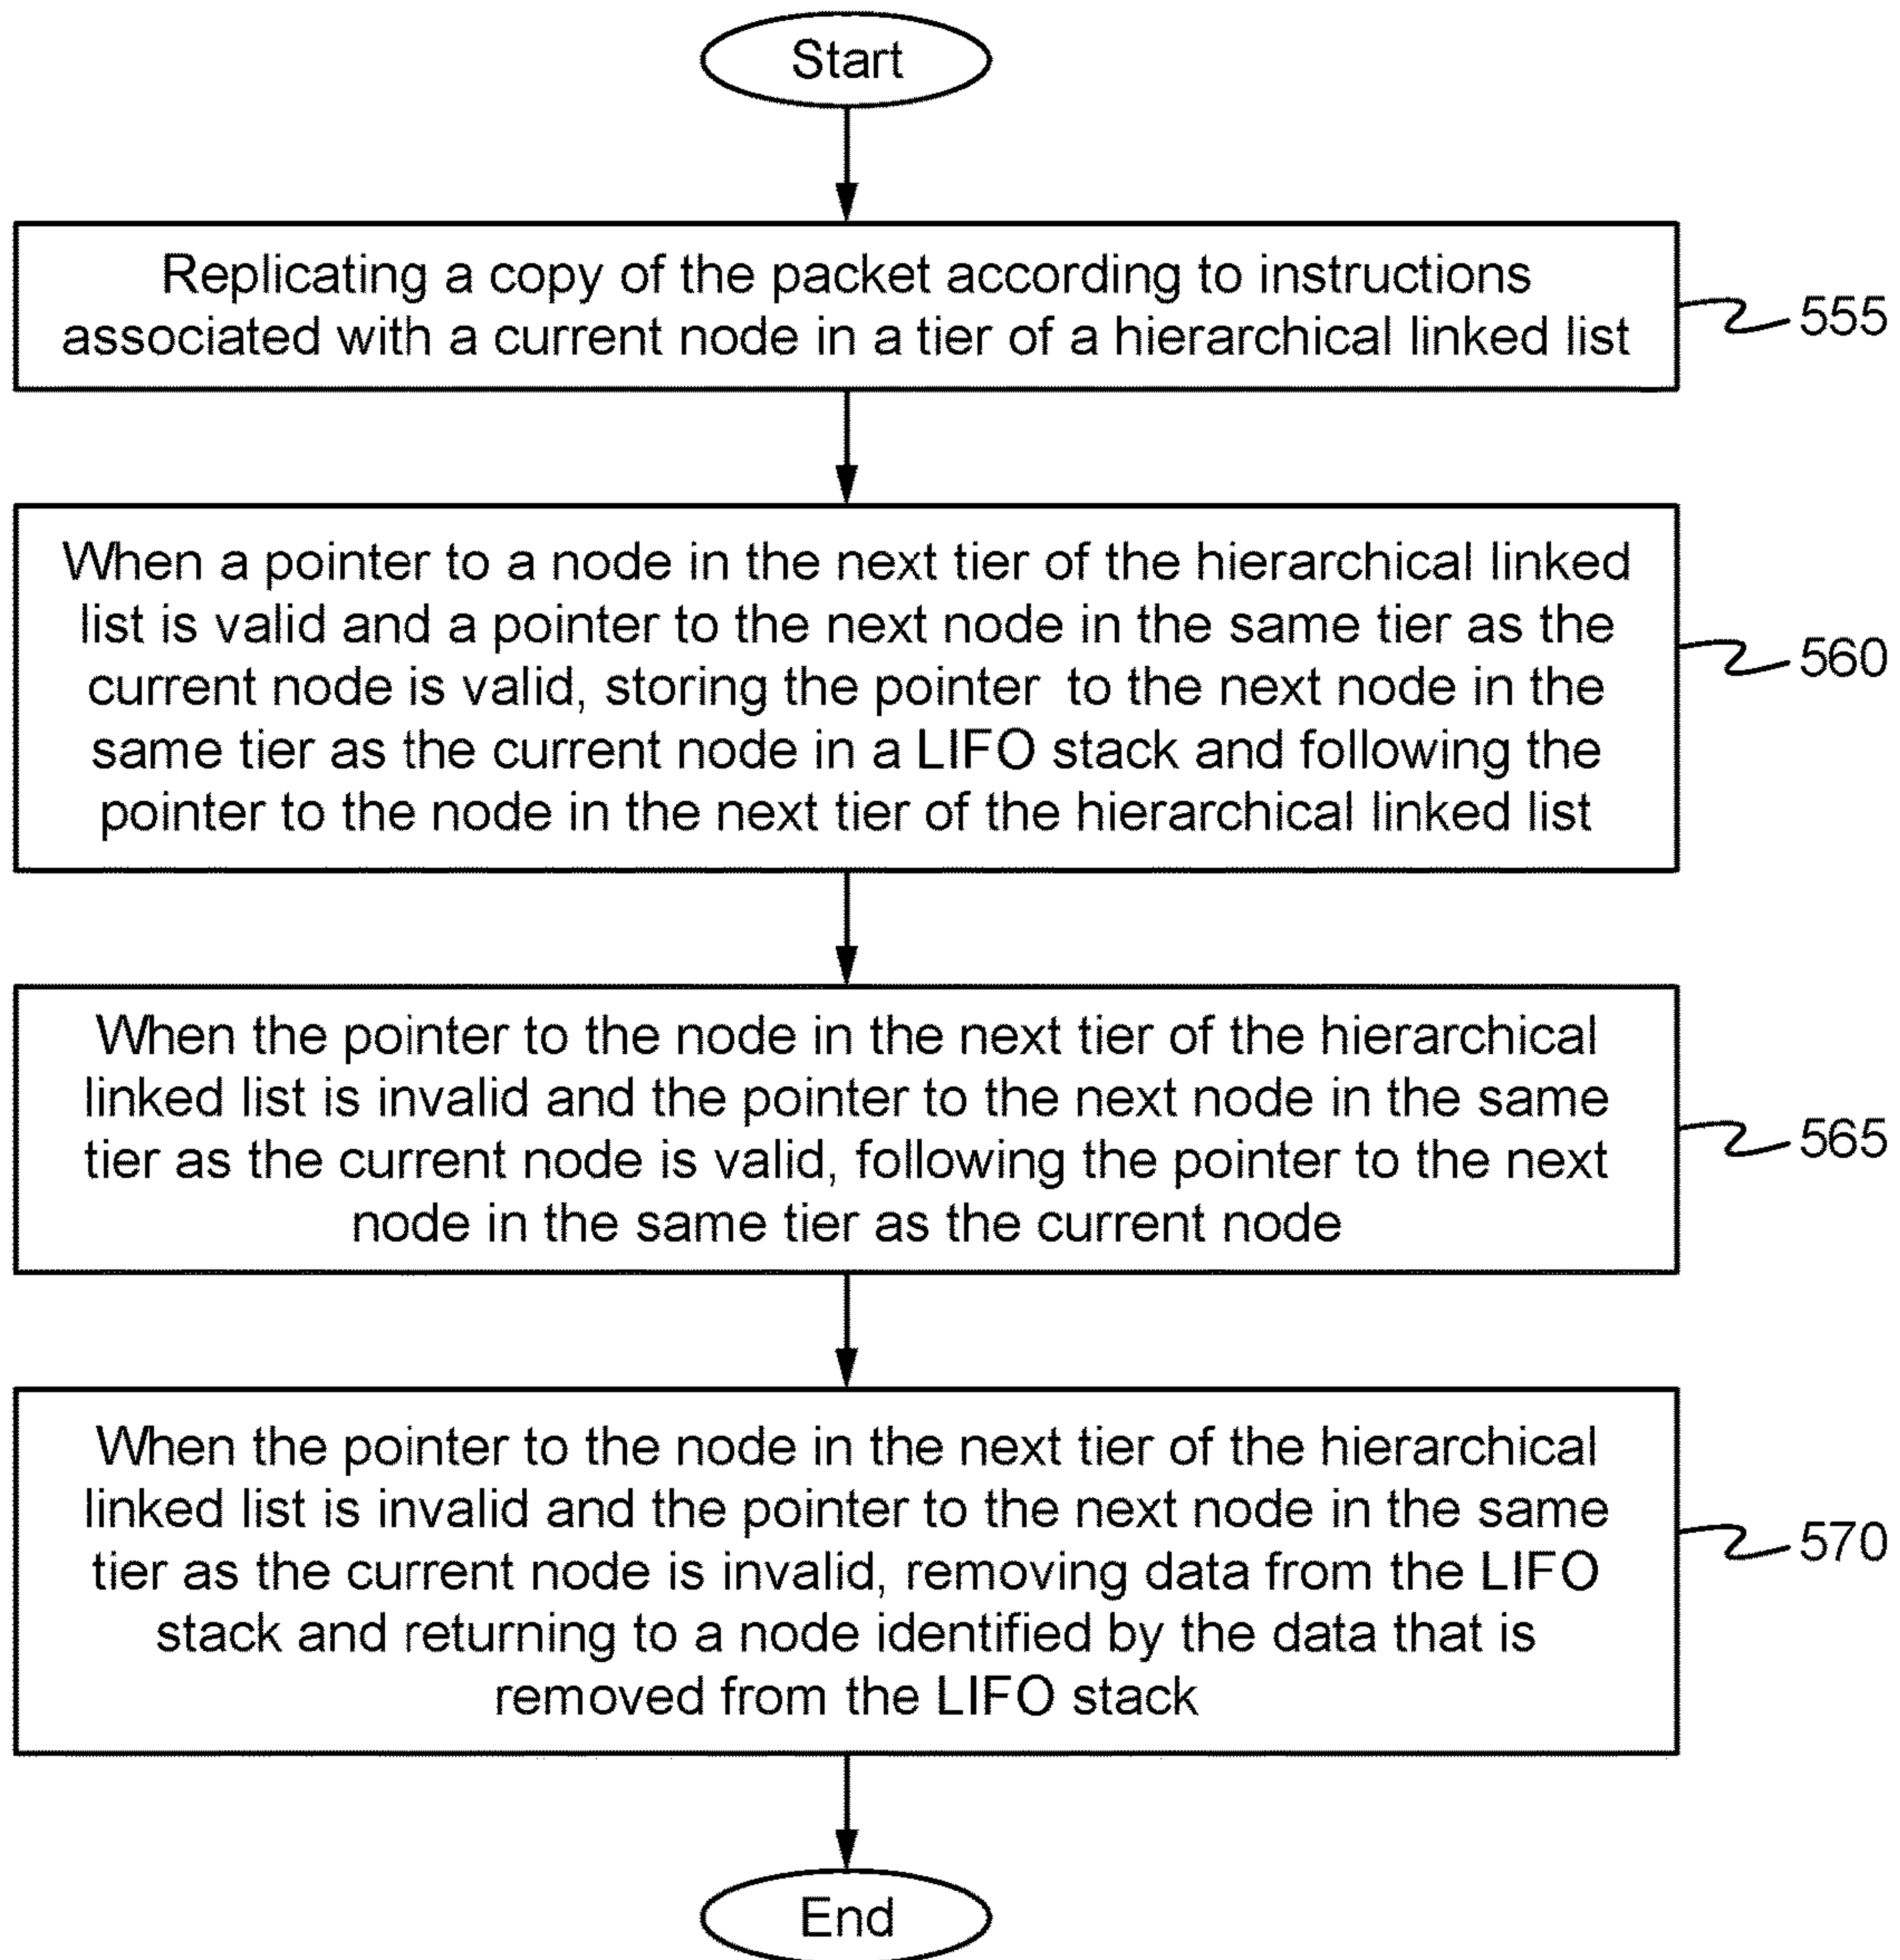 Start
Replicating a copy of the packet according to instructions
associated with a current node in a tier of a hierarchical linked list
555
When a pointer to a node in the next tier of the hierarchical linked
list is valid and a pointer to the next node in the same tier as the
current node is valid, storing the pointer to the next node in the
same tier as the current node in a LIFO stack and following the
pointer to the node in the next tier of the hierarchical linked list
560
When the pointer to the node in the next tier of the hierarchical
linked list is invalid and the pointer to the next node in the same
tier as the current node is valid, following the pointer to the next
node in the same tier as the current node
565
When the pointer to the node in the next tier of the hierarchical
linked list is invalid and the pointer to the next node in the same
tier as the current node is invalid, removing data from the LIFO
stack and returning to a node identified by the data that is
removed from the LIFO stack
570
End